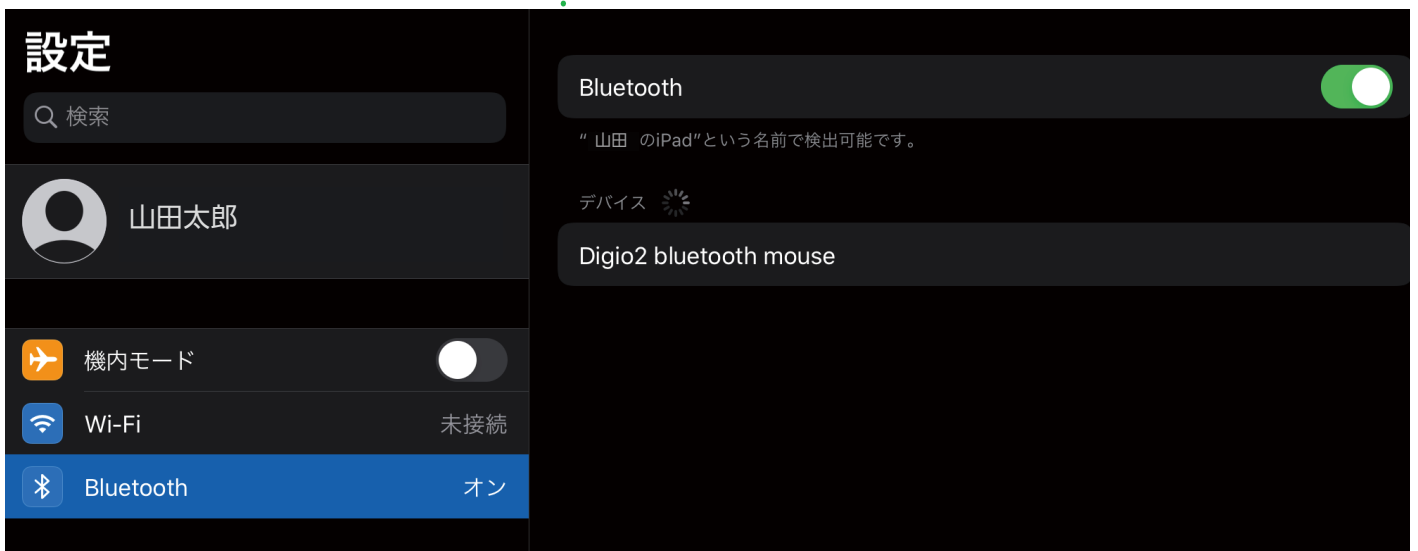 設定
検索
山田太郎
機内モード
Wi-Fi 未接続
Bluetooth オン
Bluetooth
“ 山田 のiPad”という名前で検出可能です。
デバイス
Digio2 bluetooth mouse